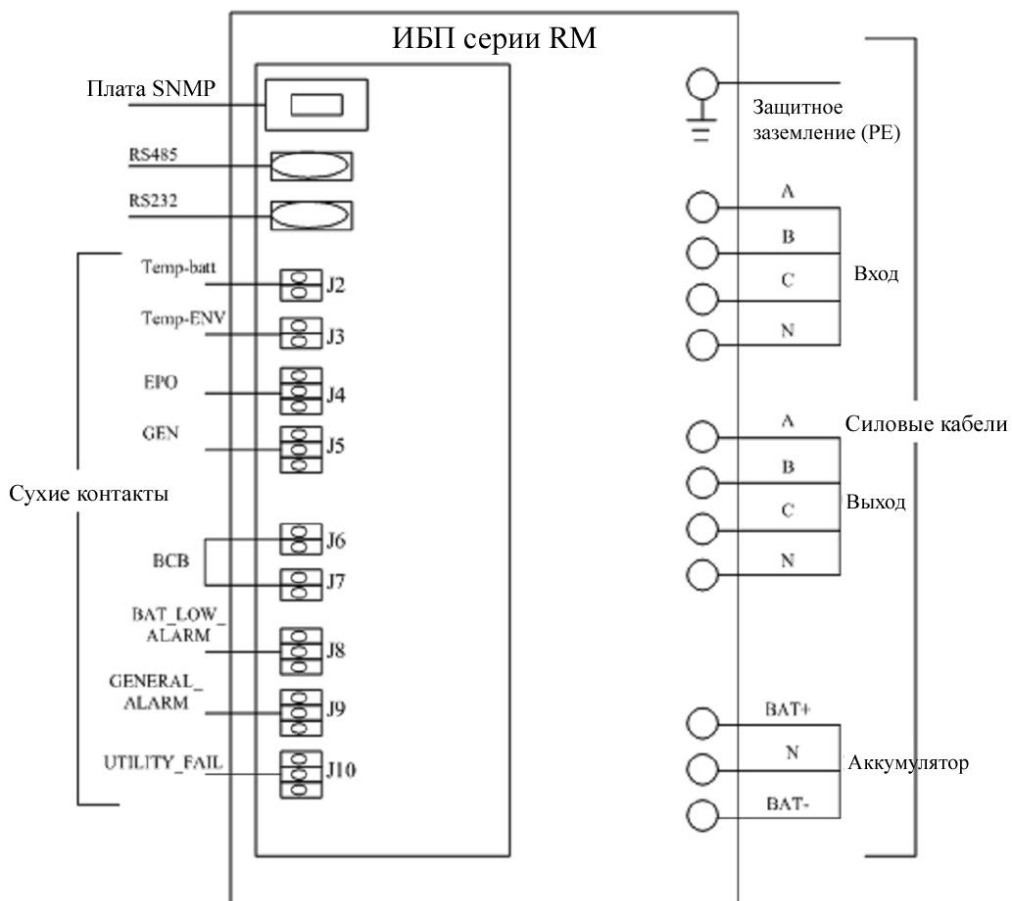 ИБП серии RM
Плата SNMP
RS485
RS232
Temp-batt
J2
Temp-ENV
J3
EPO
J4
GEN
J5
Сухие контакты
BCB
J6
J7
BAT_LOW_
ALARM
J8
GENERAL_
ALARM
J9
UTILITY_FAIL
J10
Защитное
заземление (PE)
A
B
C
N
Вход
Силовые кабели
A
B
C
N
Выход
BAT+
N
BAT-
Аккумулятор